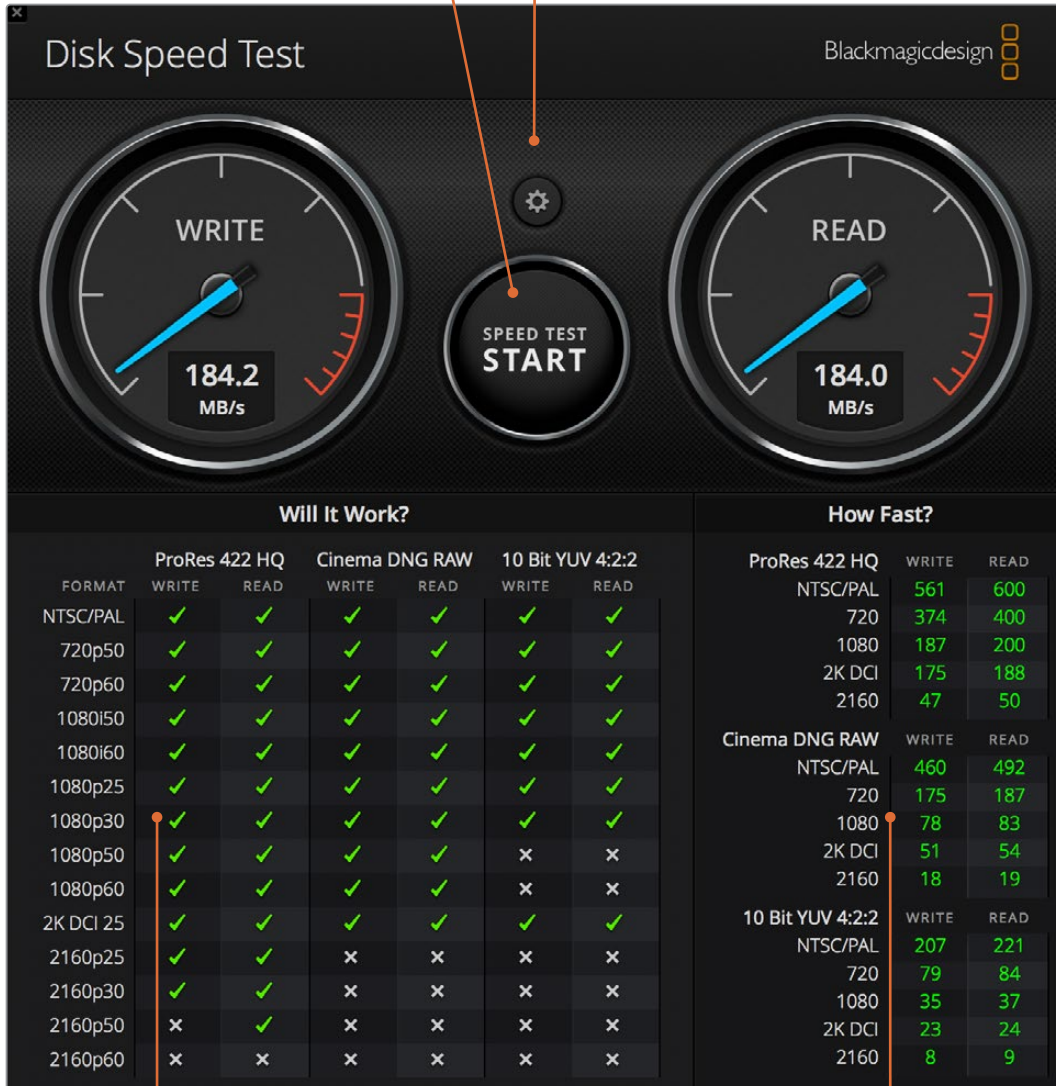 Disk Speed Test
Blackmagicdesign
WRITE
184.2
MB/s
SPEED TEST
START
READ
184.0
MB/s
Will It Work?
ProRes 422 HQ Cinema DNG RAW 10 Bit YUV 4:2:2
FORMAT WRITE READ WRITE READ WRITE READ
NTSC/PAL ✓ ✓ ✓ ✓ ✓ ✓
720p50 ✓ ✓ ✓ ✓ ✓ ✓
720p60 ✓ ✓ ✓ ✓ ✓ ✓
1080i50 ✓ ✓ ✓ ✓ ✓ ✓
1080i60 ✓ ✓ ✓ ✓ ✓ ✓
1080p25 ✓ ✓ ✓ ✓ ✓ ✓
1080p30 ✓ ✓ ✓ ✓ ✓ ✓
1080p50 ✓ ✓ ✓ ✓ × ×
1080p60 ✓ ✓ ✓ ✓ × ×
2K DCI 25 ✓ ✓ ✓ ✓ ✓ ✓
2160p25 ✓ ✓ × × × ×
2160p30 ✓ ✓ × × × ×
2160p50 × ✓ × × × ×
2160p60 × × × × × ×
How Fast?
ProRes 422 HQ WRITE READ
NTSC/PAL 561 600
720 374 400
1080 187 200
2K DCI 175 188
2160 47 50
Cinema DNG RAW WRITE READ
NTSC/PAL 460 492
720 175 187
1080 78 83
2K DCI 51 54
2160 18 19
10 Bit YUV 4:2:2 WRITE READ
NTSC/PAL 207 221
720 79 84
1080 35 37
2K DCI 23 24
2160 8 9